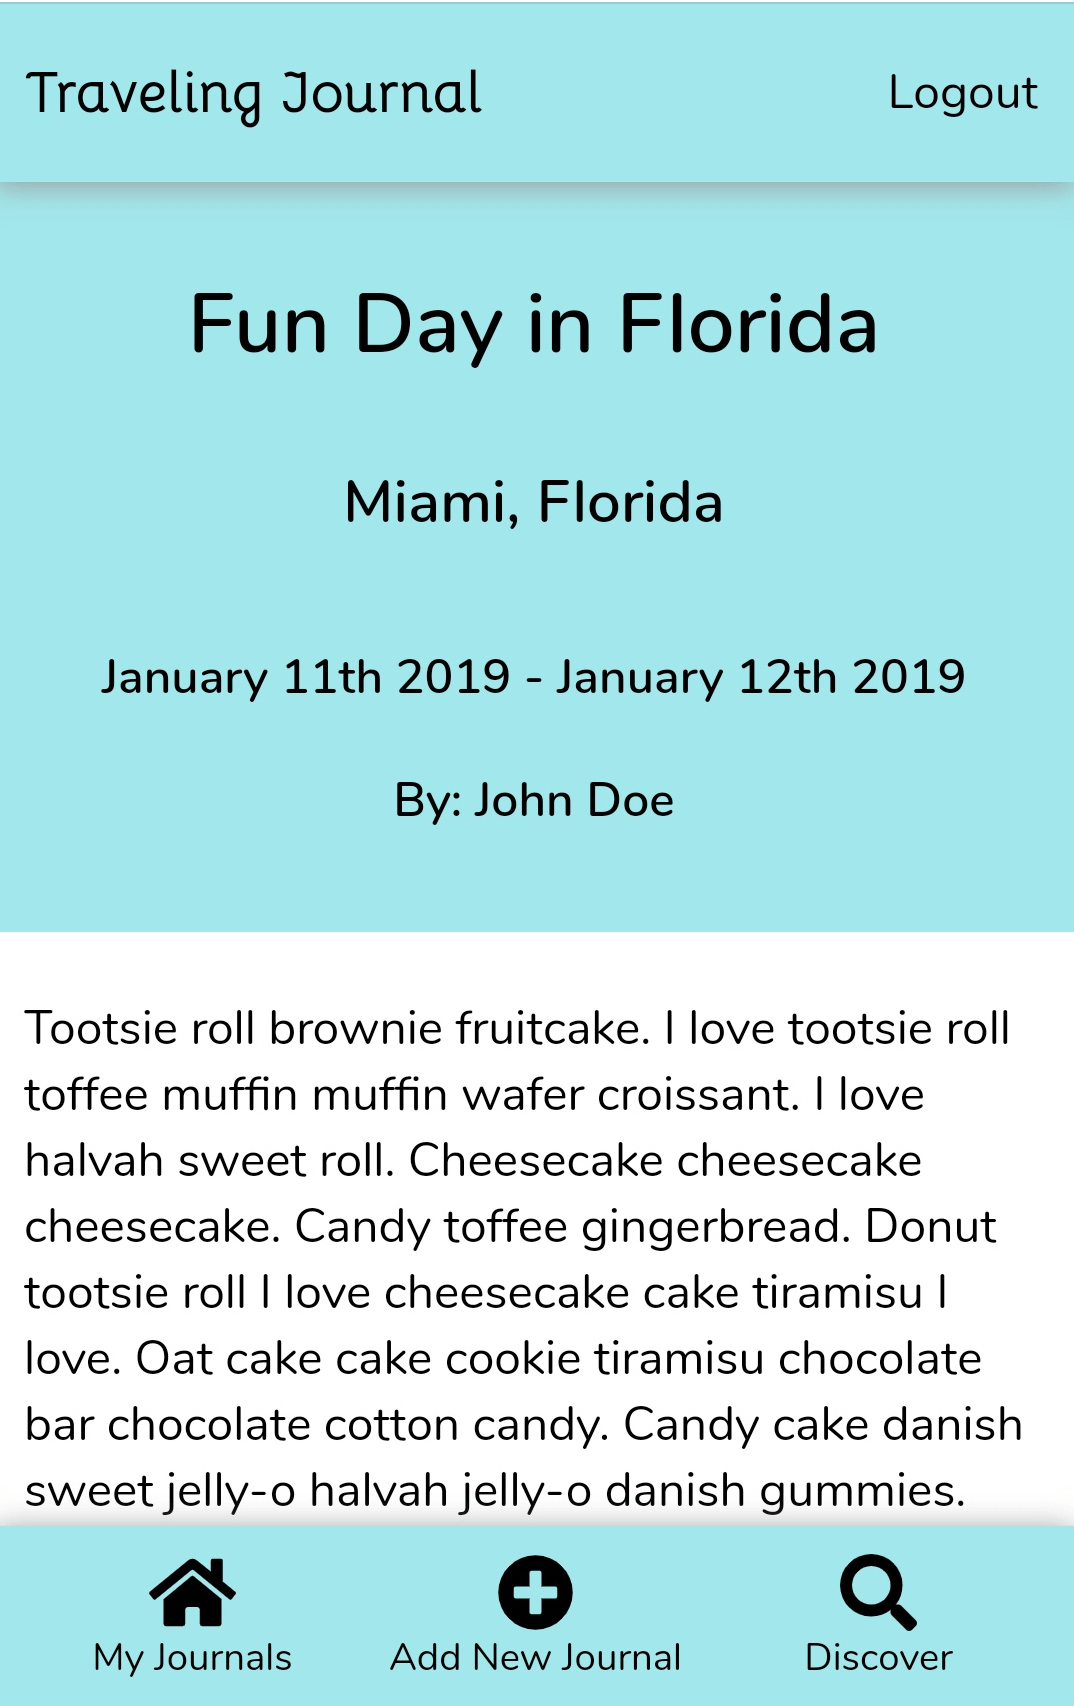 Traveling Journal
Logout
Fun Day in Florida
Miami, Florida
January 11th 2019 - January 12th 2019
By: John Doe
Tootsie roll brownie fruitcake. I love tootsie roll
toffee muffin muffin wafer croissant. I love
halvah sweet roll. Cheesecake cheesecake
cheesecake. Candy toffee gingerbread. Donut
tootsie roll I love cheesecake cake tiramisu I
love. Oat cake cake cookie tiramisu chocolate
bar chocolate cotton candy. Candy cake danish
sweet jelly-o halvah jelly-o danish gummies.
My Journals
Add New Journal
Discover